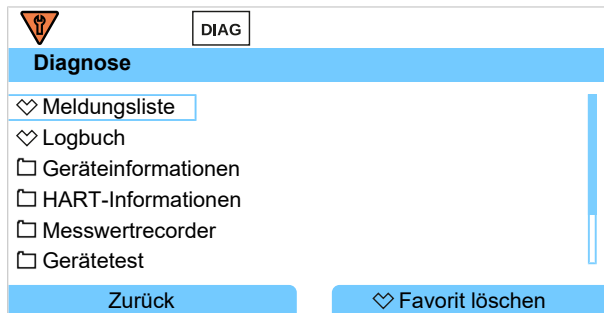 DIAG
Diagnose
Meldungsliste
Logbuch
Geräteinformationen
HART-Informationen
Messwertrecorder
Gerätetest
Zurück
Favorit löschen